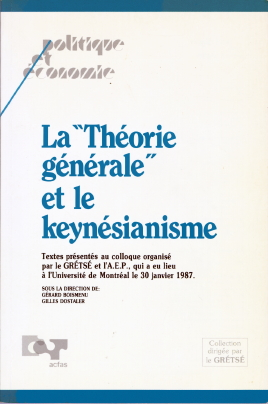 politique
et
économie
La "Théorie
générale"
et le
keynésianisme
Textes présentés au colloque organisé
par le GRÉTSÉ et l'A.E.P., qui a eu lieu
à l'Université de Montréal le 30 janvier 1987.
SOUS LA DIRECTION DE:
GÉRARD BOISMENU
GILLES DOSTALER
acfas
Collection
dirigée par
le GRÉTSÉ